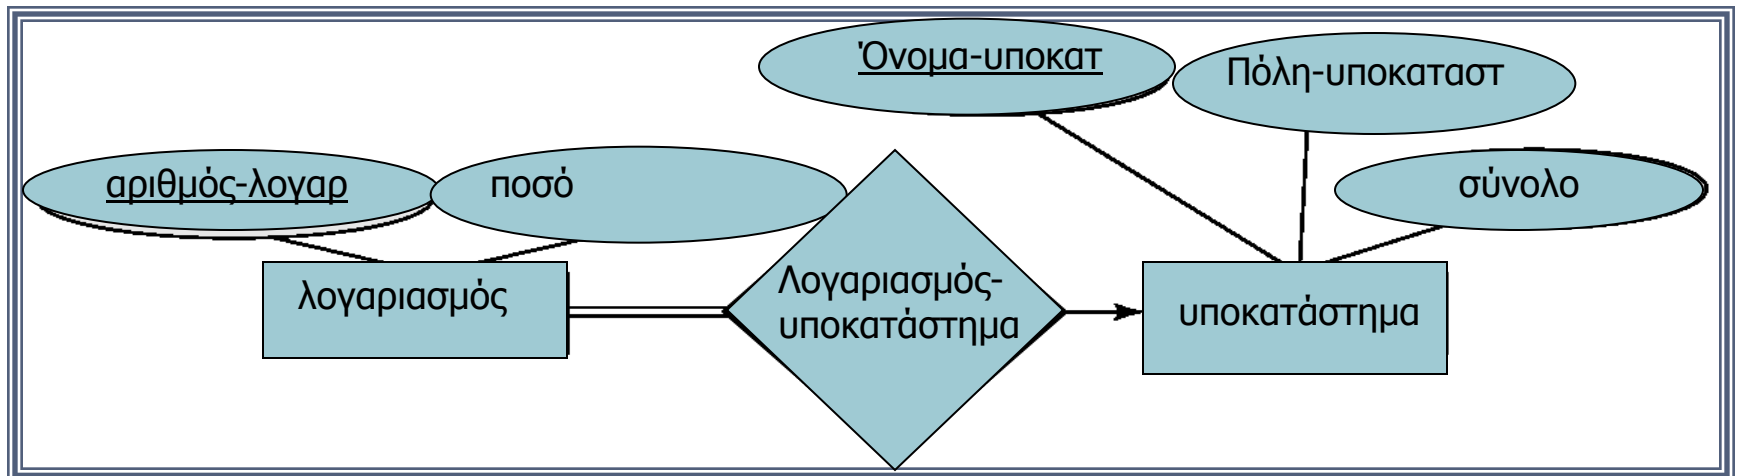 Όνομα-υποκατ
Πόλη-υποκαταστ
αριθμός-λογαρ
ποσό
σύνολο
λογαριασμός
Λογαριασμός-
υποκατάστημα
υποκατάστημα